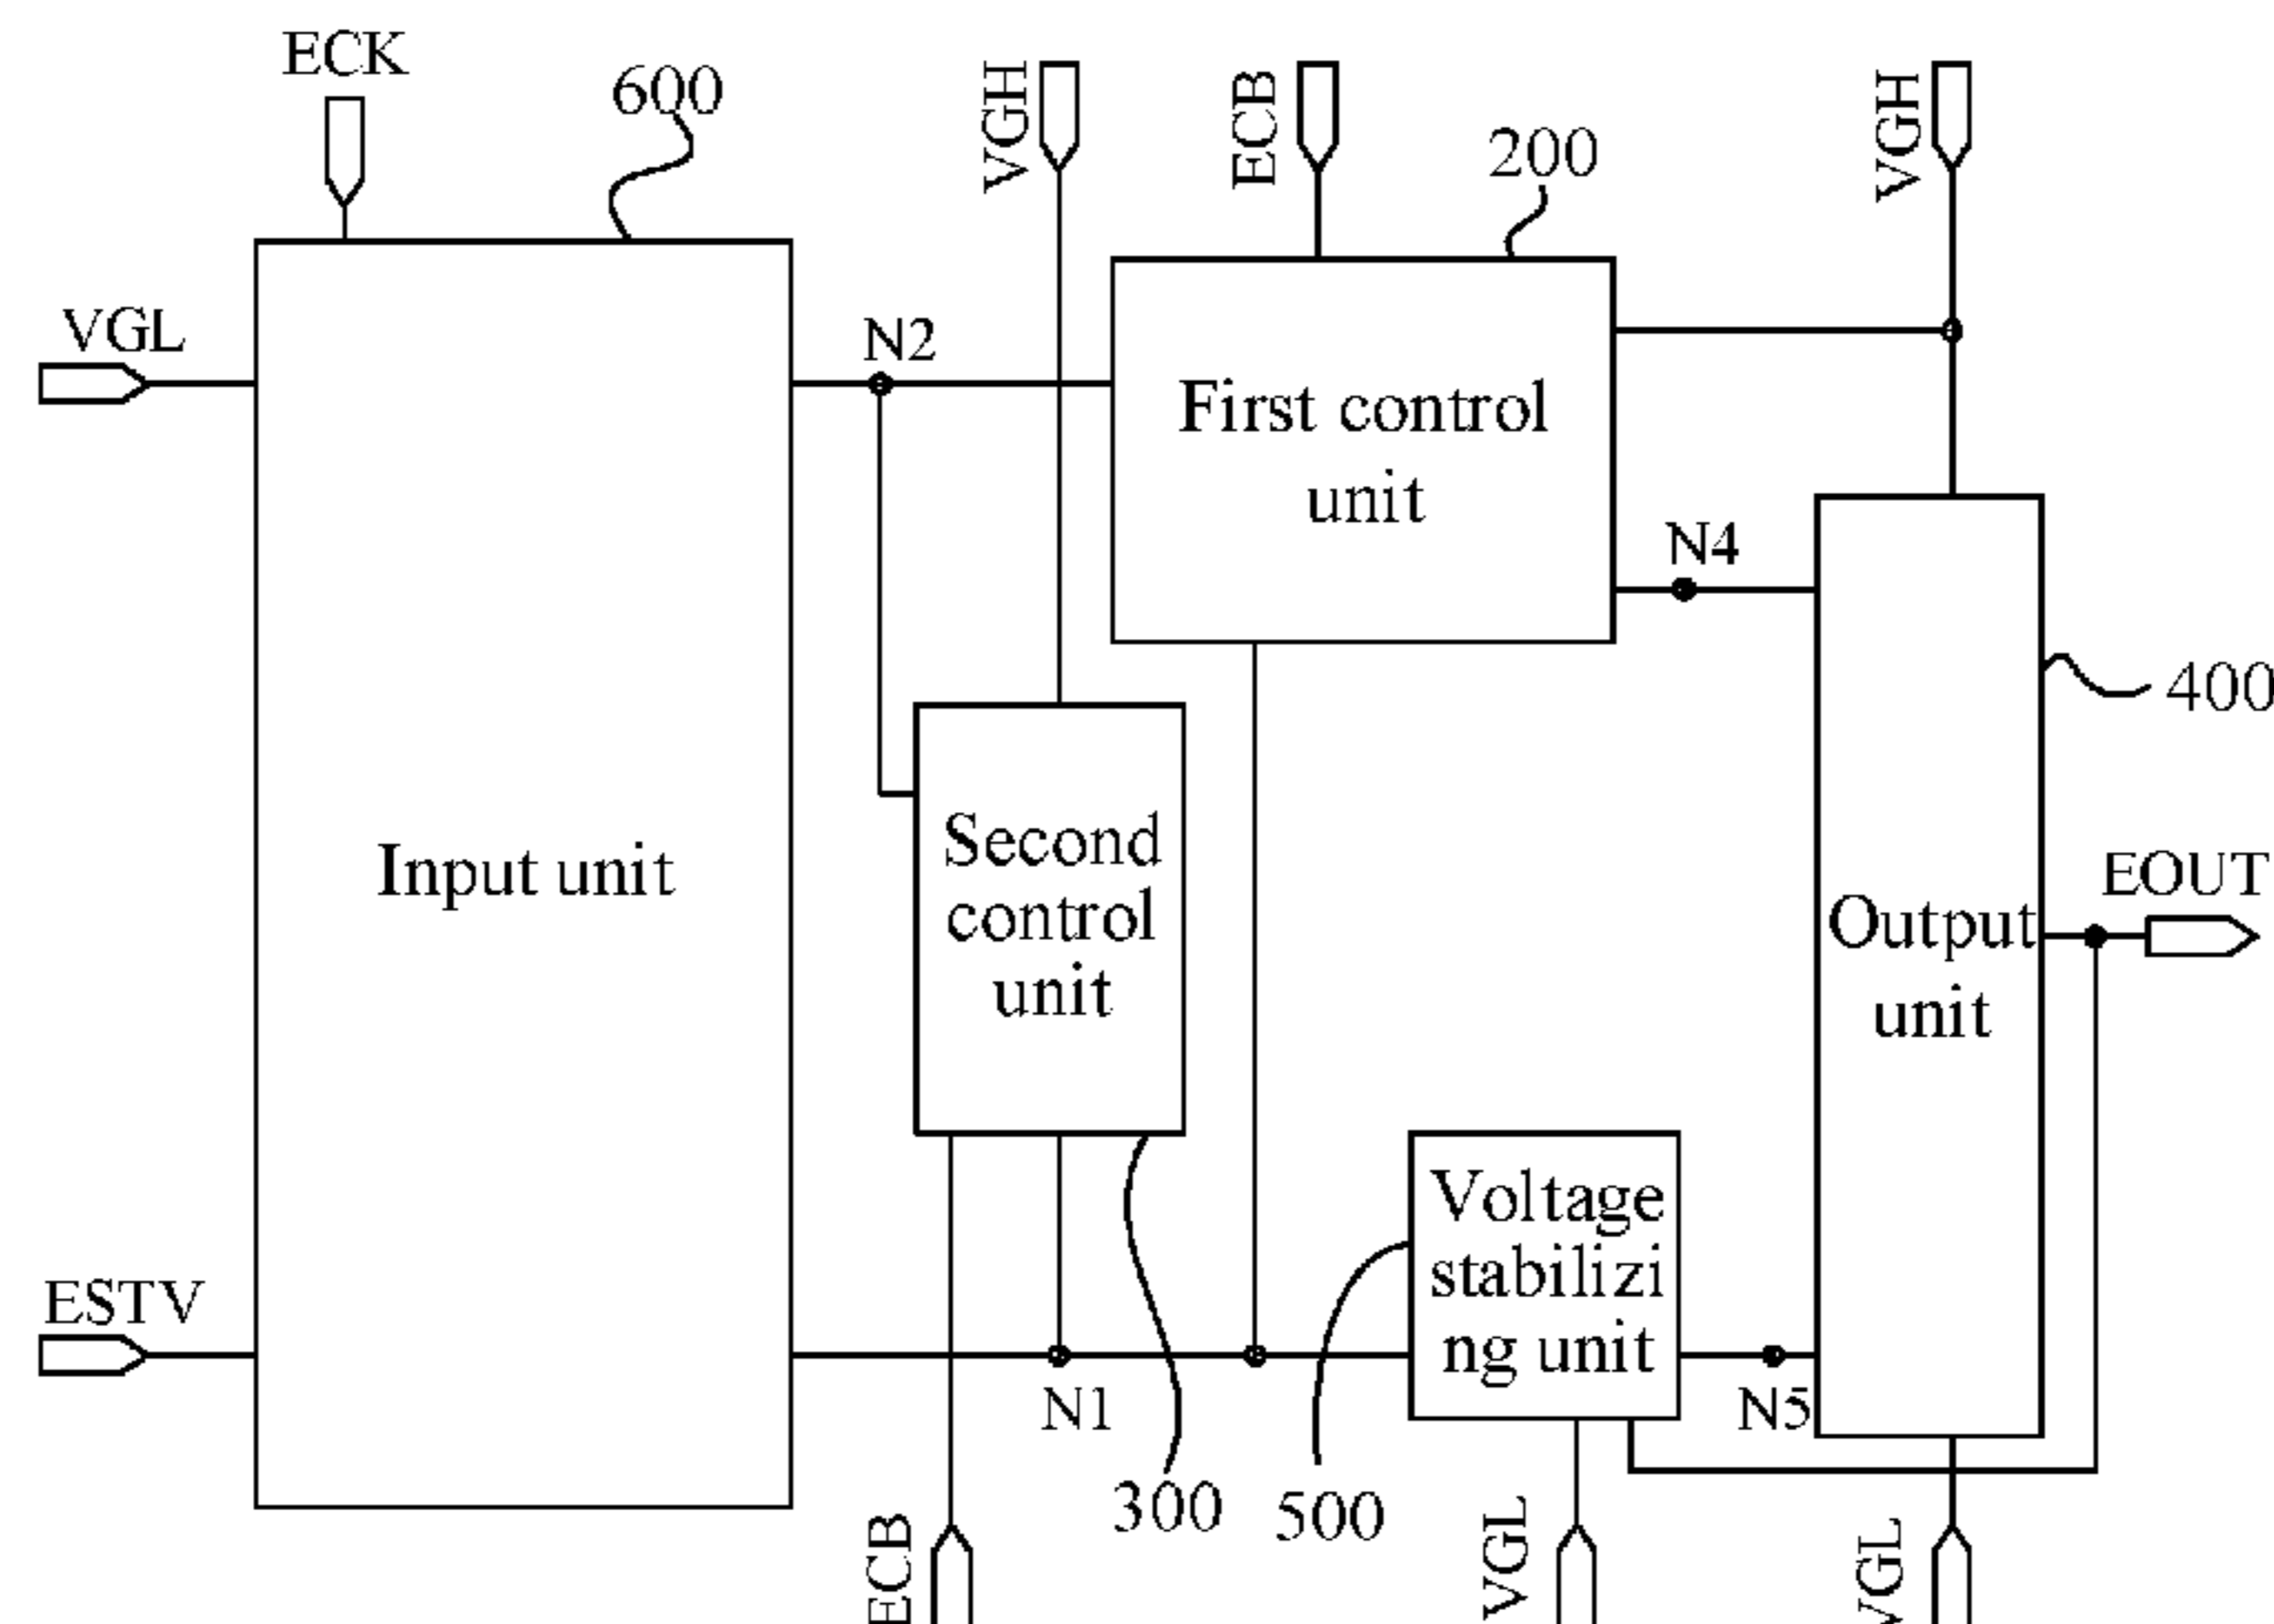 ECK
600
VGH
ECB
200
VGH
VGL
N2
First control
unit
N4
400
Input unit
Second
control
unit
EOUT
Output
unit
Voltage
stabilizi
ng unit
ESTV
N1
N5
300
500
ECB
VGL
VGL